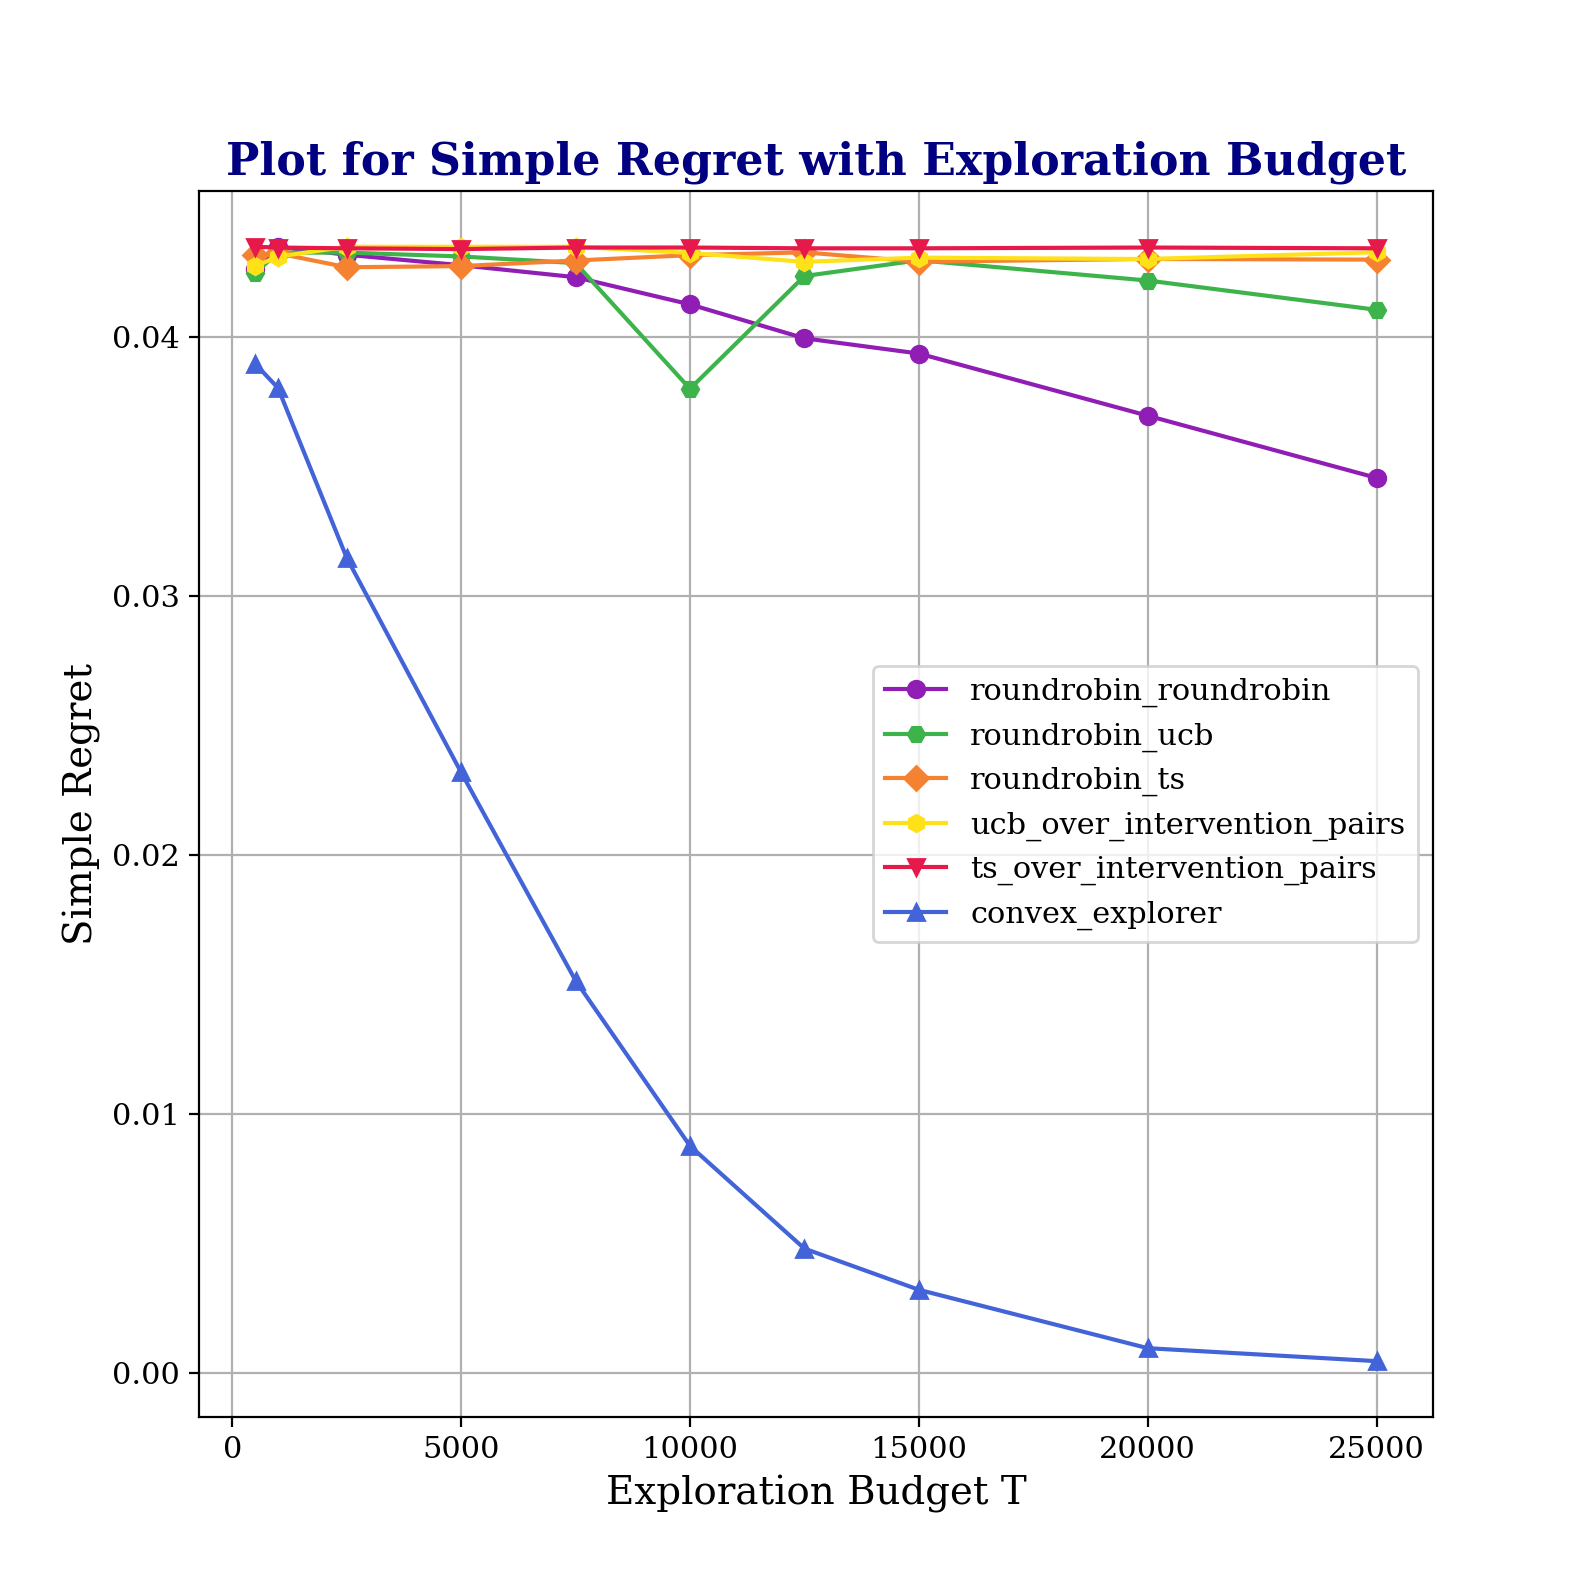 Plot for Simple Regret with Exploration Budget
0.04
0.03
0.02
0.01
0.00
Simple Regret
roundrobin_roundrobin
roundrobin_ucb
roundrobin_ts
ucb_over_intervention_pairs
ts_over_intervention_pairs
convex_explorer
0 5000 10000 15000 20000 25000
Exploration Budget T